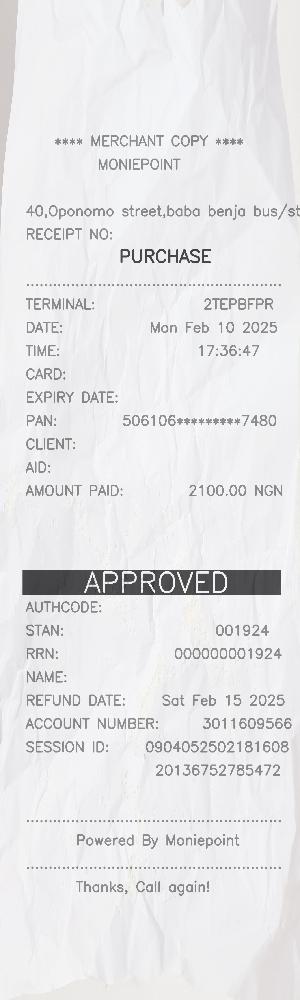 **** MERCHANT COPY ****
MONIEPOINT
40,Oponomo street,baba benja bus/st
RECEIPT NO:
PURCHASE
TERMINAL: 2TEPBFPR
DATE: Mon Feb 10 2025
TIME: 17:36:47
CARD:
EXPIRY DATE:
PAN: 506106*********7480
CLIENT:
AID:
AMOUNT PAID: 2100.00 NGN
APPROVED
AUTHCODE:
STAN: 001924
RRN: 000000001924
NAME:
REFUND DATE: Sat Feb 15 2025
ACCOUNT NUMBER: 3011609566
SESSION ID: 0904052502181608
20136752785472
Powered By Moniepoint
Thanks, Call again!